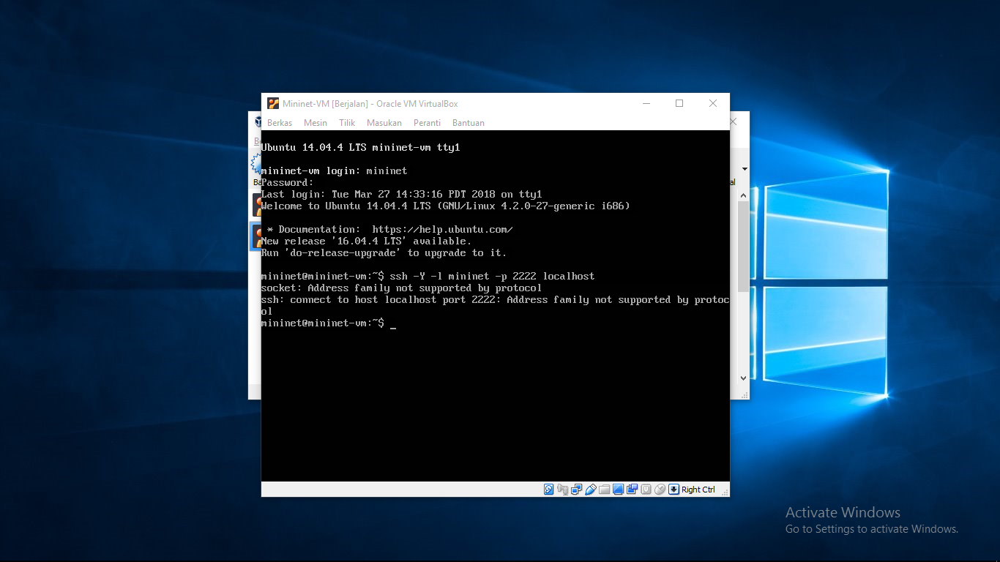 Mininet-VM [Berjalan] - Oracle VM VirtualBox
Berkas Mesin Tilik Masukan Peranti Bantuan
Ubuntu 14.04.4 LTS mininet-vm tty1
mininet-vm login: mininet
Password:
Last login: Tue Mar 27 14:33:16 PDT 2018 on tty1
Welcome to Ubuntu 14.04.4 LTS (GNU/Linux 4.2.0-27-generic i686)
* Documentation:  https://help.ubuntu.com/
New release '16.04.4 LTS' available.
Run 'do-release-upgrade' to upgrade to it.
mininet@mininet-vm:~$ ssh -Y -l mininet -p 2222 localhost
socket: Address family not supported by protocol
ssh: connect to host localhost port 2222: Address family not supported by protoc
ol
mininet@mininet-vm:~$ _
Right Ctrl
Activate Windows
Go to Settings to activate Windows.